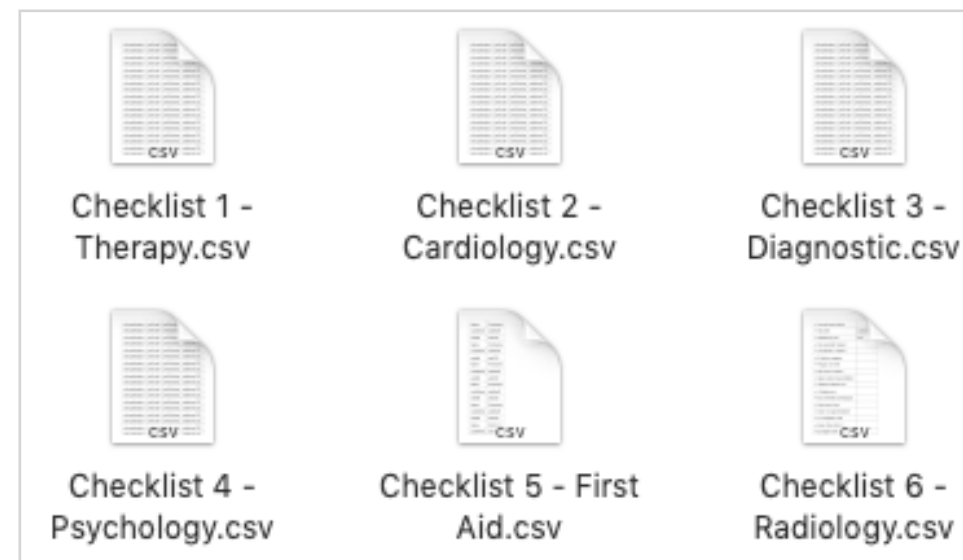 CSV
CSV
CSV
Checklist 1 -
Therapy.csv
Checklist 2 -
Cardiology.csv
Checklist 3 -
Diagnostic.csv
CSV
CSV
CSV
Checklist 4 -
Psychology.csv
Checklist 5 - First
Aid.csv
Checklist 6 -
Radiology.csv